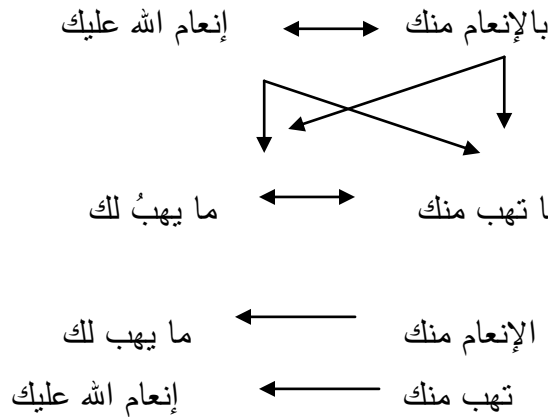 بالإنعام منك إنعام الله عليك
ما تهب منك ما يهبُ لك
الإنعام منك ما يهب لك
تهب منك إنعام الله عليك